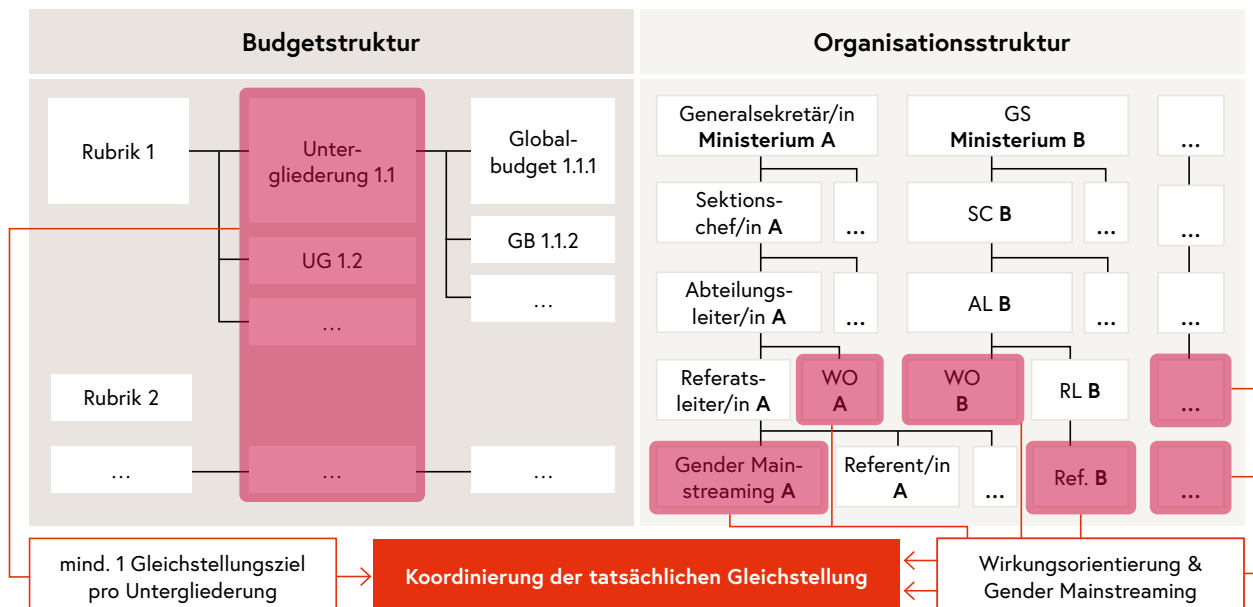 Budgetstruktur
Rubrik 1
Unter-
gliederung 1.1
Global-
budget 1.1.1
UG 1.2
GB 1.1.2
…
…
Rubrik 2
…
…
…
Organisationsstruktur
Generalsekretär/in
Ministerium A
GS
Ministerium B
...
Sektions-
chef/in A
...
SC B
...
...
Abteilungs-
leiter/in A
...
AL B
...
...
Referats-
leiter/in A
WO
A
WO
B
RL B
...
Gender Main-
streaming A
Referent/in
A
...
Ref. B
...
mind. 1 Gleichstellungsziel
pro Untergliederung
Koordinierung der tatsächlichen Gleichstellung
Wirkungsorientierung &
Gender Mainstreaming